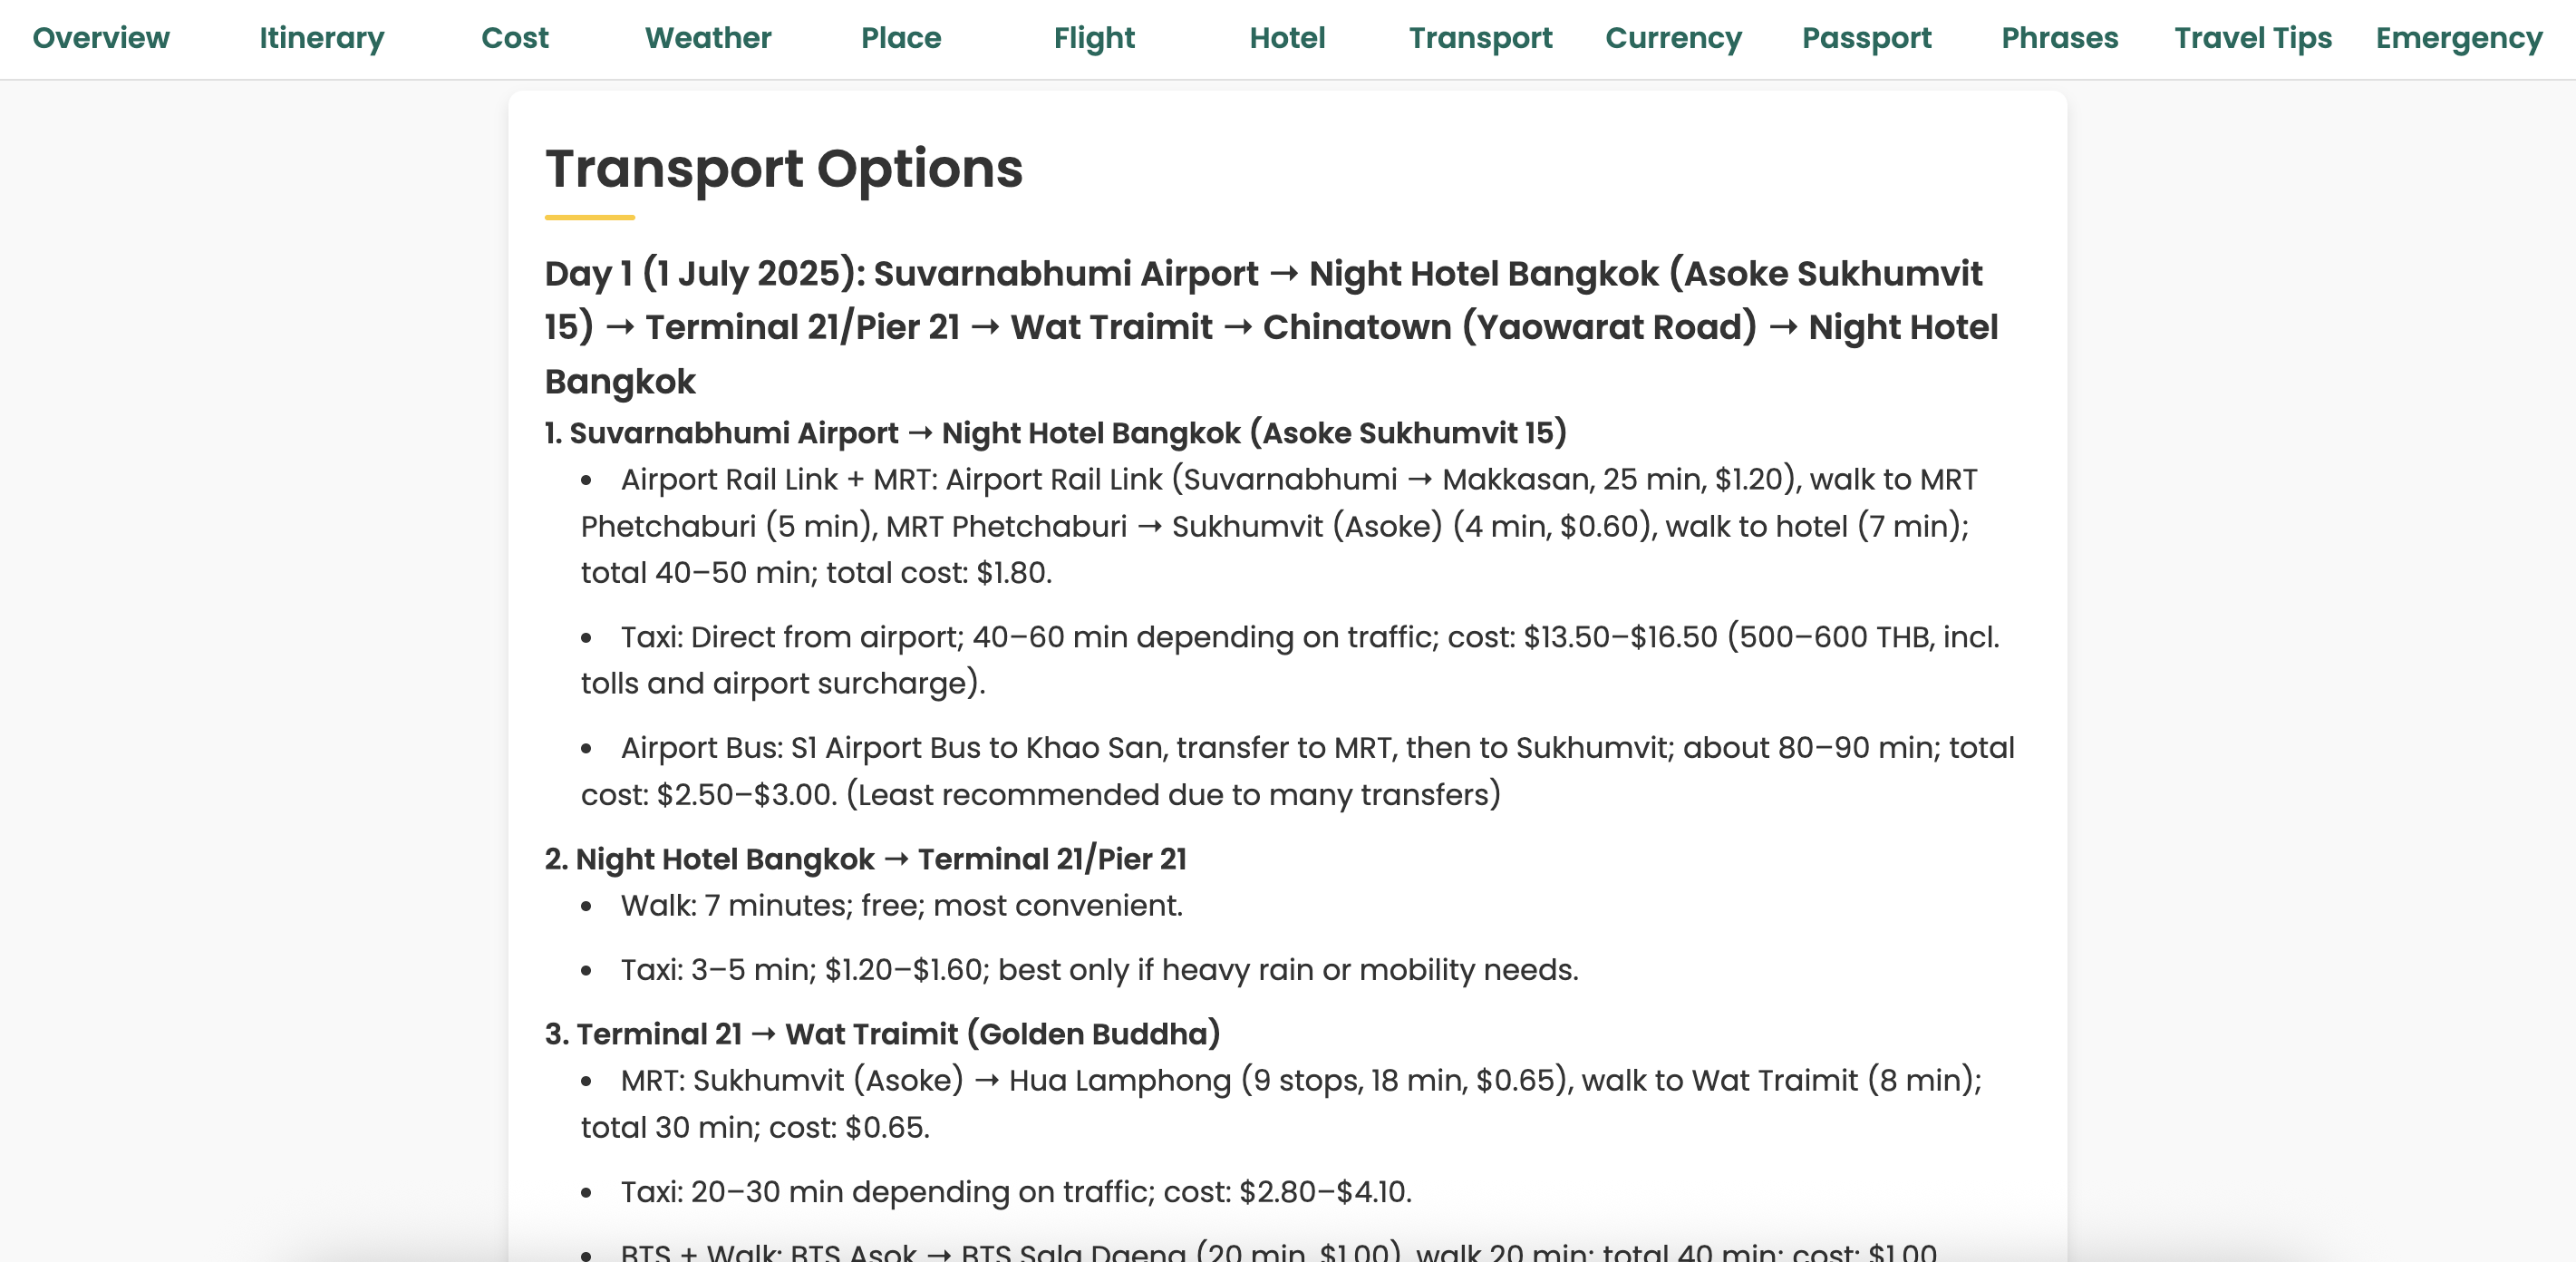 Overview Itinerary Cost Weather Place Flight Hotel Transport Currency Passport Phrases Travel Tips Emergency
Transport Options
Day 1 (1 July 2025): Suvarnabhumi Airport → Night Hotel Bangkok (Asoke Sukhumvit
15) → Terminal 21/Pier 21 → Wat Traimit → Chinatown (Yaowarat Road) → Night Hotel
Bangkok
1. Suvarnabhumi Airport → Night Hotel Bangkok (Asoke Sukhumvit 15)
• Airport Rail Link + MRT: Airport Rail Link (Suvarnabhumi → Makkasan, 25 min, $1.20), walk to MRT
Phetchaburi (5 min), MRT Phetchaburi → Sukhumvit (Asoke) (4 min, $0.60), walk to hotel (7 min);
total 40–50 min; total cost: $1.80.
• Taxi: Direct from airport; 40–60 min depending on traffic; cost: $13.50–$16.50 (500–600 THB, incl.
tolls and airport surcharge).
• Airport Bus: S1 Airport Bus to Khao San, transfer to MRT, then to Sukhumvit; about 80–90 min; total
cost: $2.50–$3.00. (Least recommended due to many transfers)
2. Night Hotel Bangkok → Terminal 21/Pier 21
• Walk: 7 minutes; free; most convenient.
• Taxi: 3–5 min; $1.20–$1.60; best only if heavy rain or mobility needs.
3. Terminal 21 → Wat Traimit (Golden Buddha)
• MRT: Sukhumvit (Asoke) → Hua Lamphong (9 stops, 18 min, $0.65), walk to Wat Traimit (8 min);
total 30 min; cost: $0.65.
• Taxi: 20–30 min depending on traffic; cost: $2.80–$4.10.
• BTS + Walk: BTS Asok → BTS Sala Daeng (20 min, $1.00), walk 20 min; total 40 min; cost: $1.00